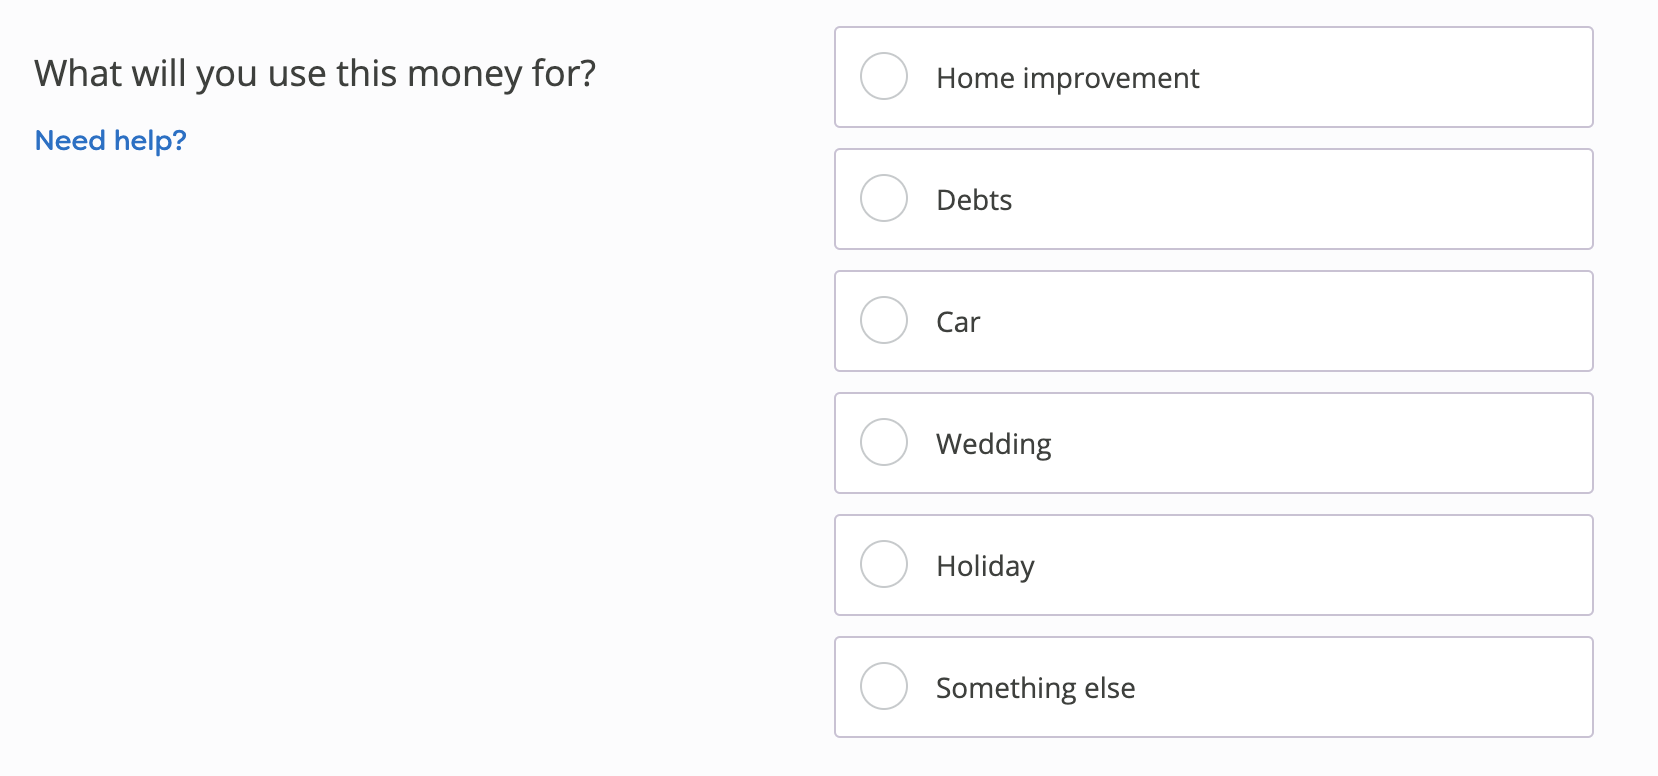 What will you use this money for?
Need help?
Home improvement
Debts
Car
Wedding
Holiday
Something else